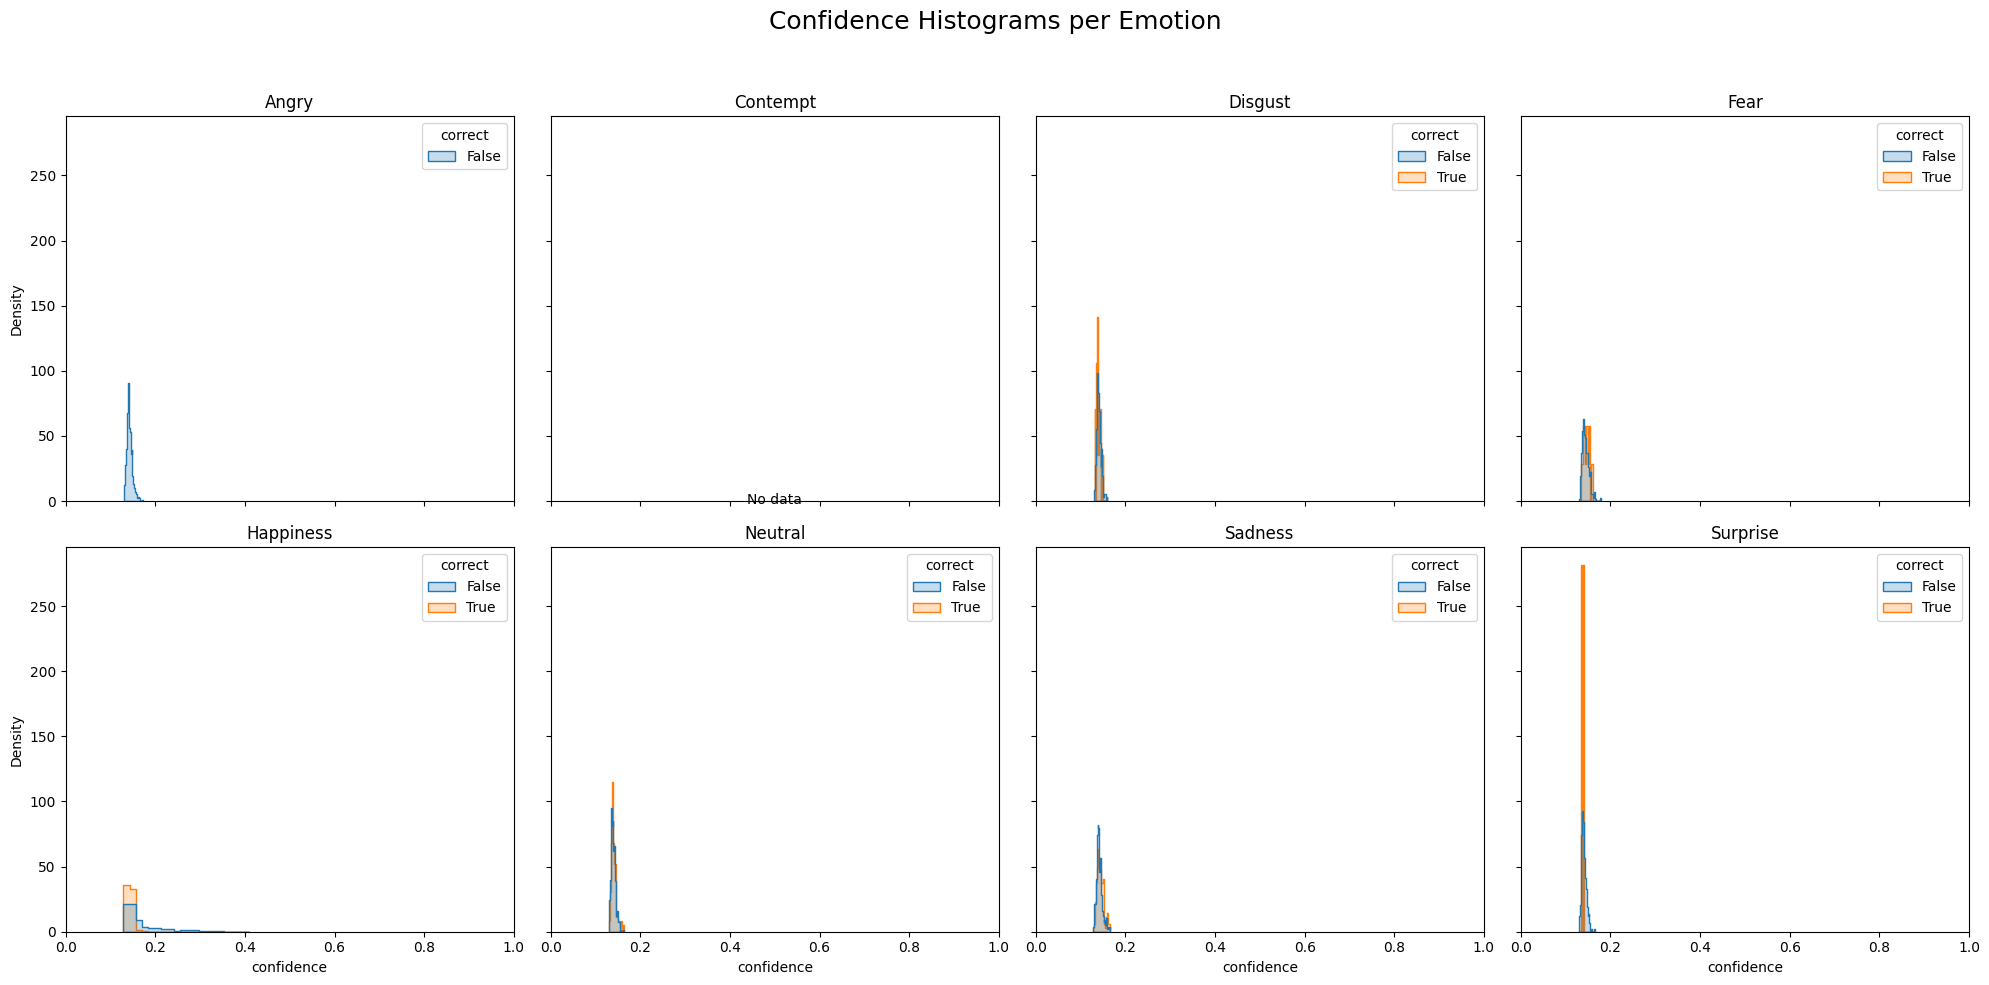 Confidence Histograms per Emotion
Angry
correct
False
250
200
150
100
50
0
Density
Contempt
No data
Disgust
correct
False
True
Fear
correct
False
True
Happiness
correct
False
True
250
200
150
100
50
0
Density
0.0 0.2 0.4 0.6 0.8 1.0
confidence
Neutral
correct
False
True
0.0 0.2 0.4 0.6 0.8 1.0
confidence
Sadness
correct
False
True
0.0 0.2 0.4 0.6 0.8 1.0
confidence
Surprise
correct
False
True
0.0 0.2 0.4 0.6 0.8 1.0
confidence